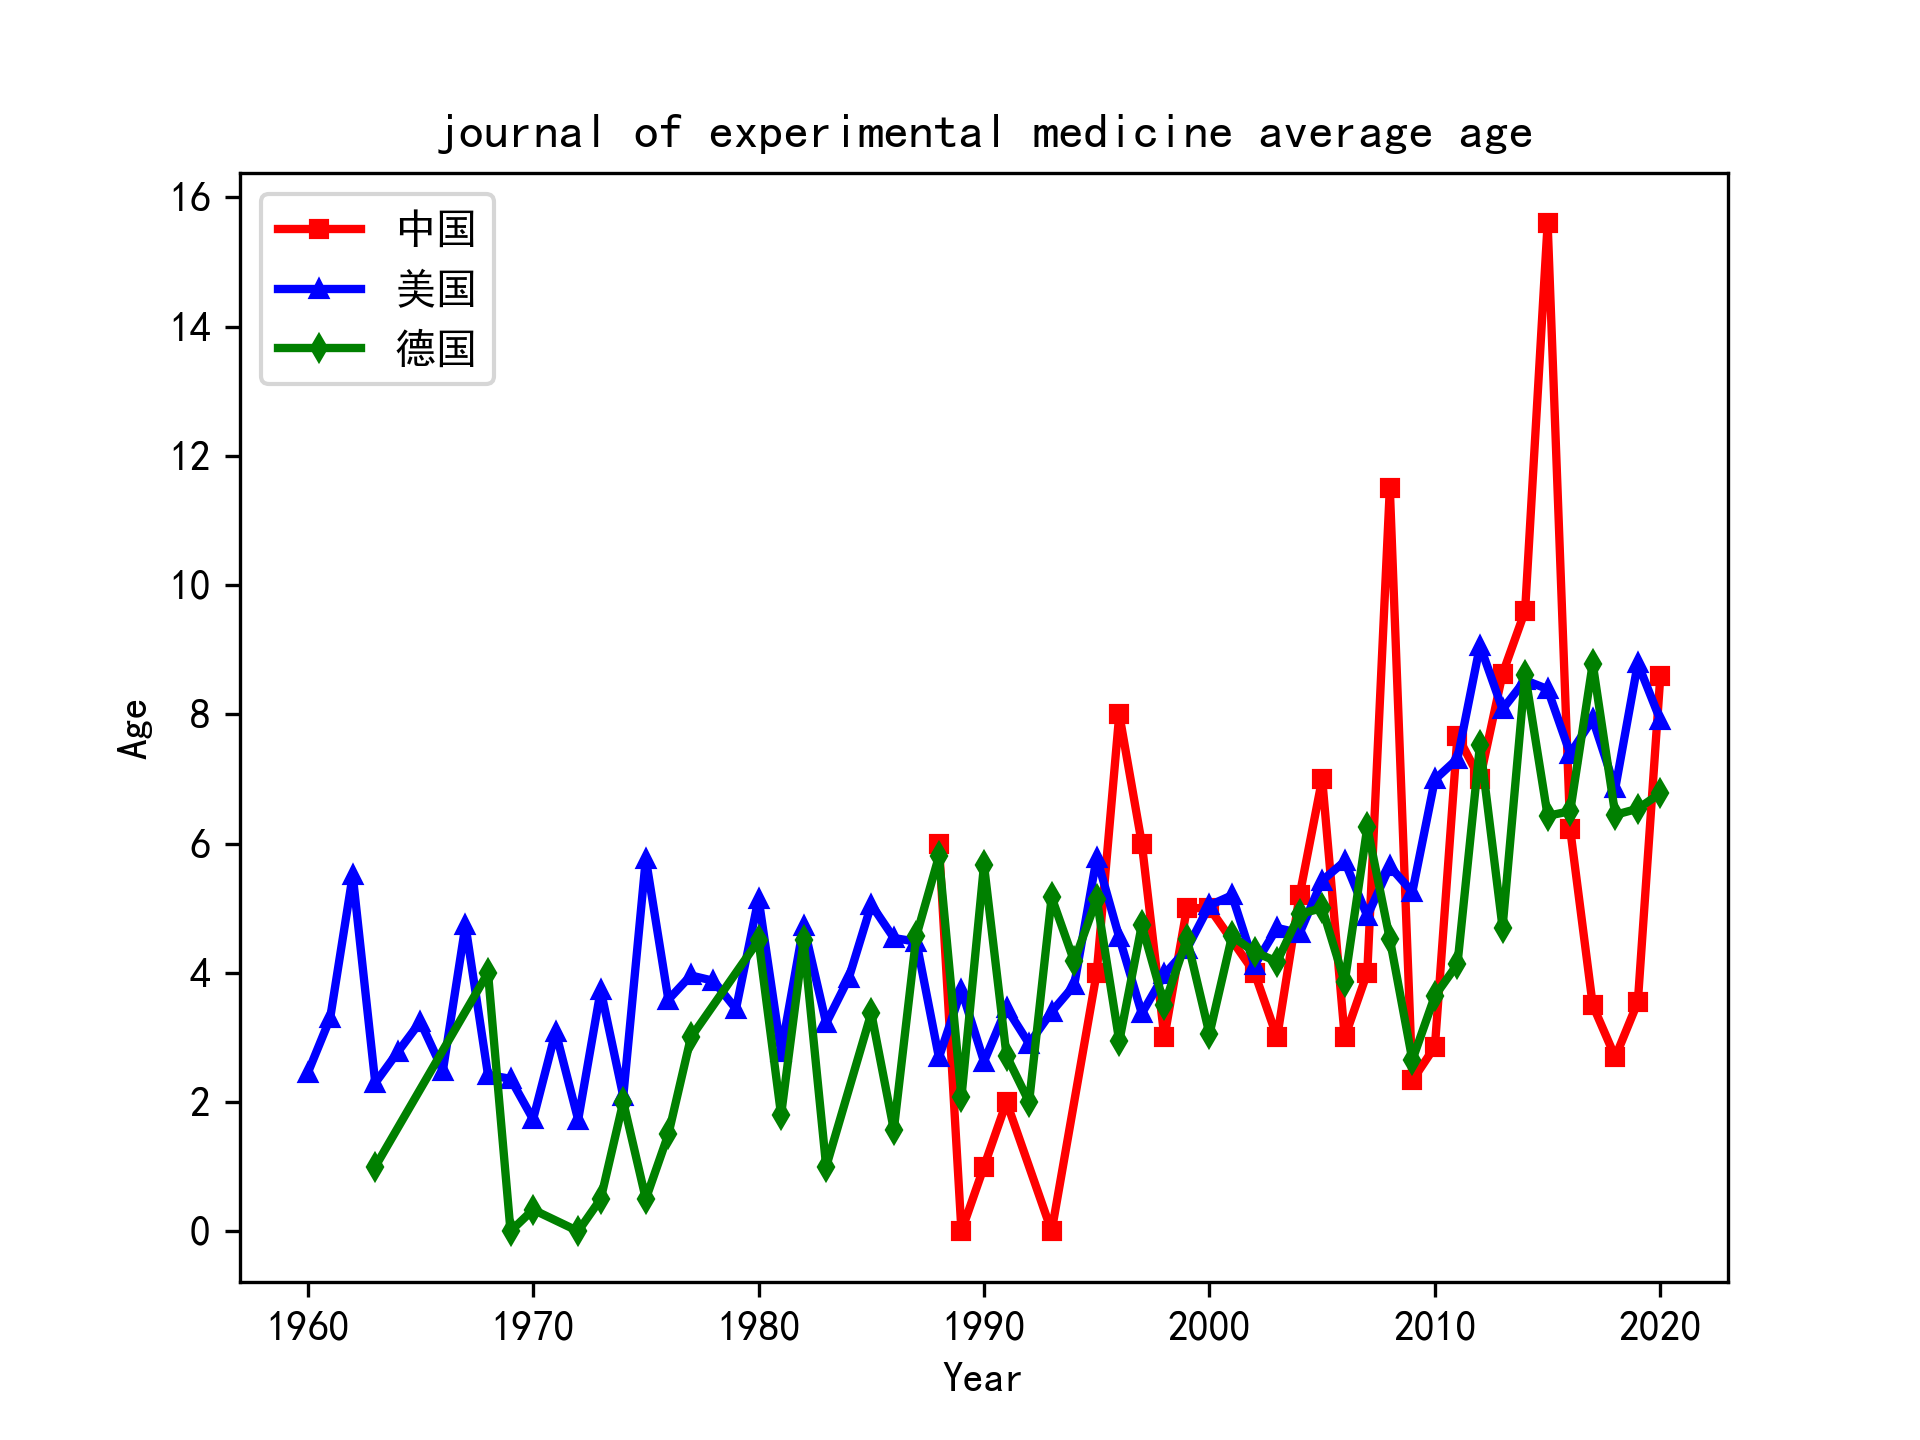 journal of experimental medicine average age
中国
美国
德国
16
14
12
10
8
6
4
2
0
Age
1960 1970 1980 1990 2000 2010 2020
Year